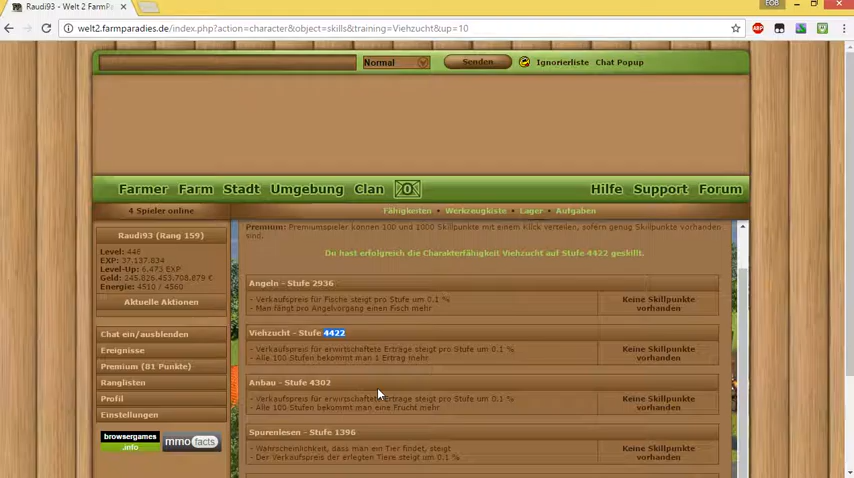 Raudi93 - Welt 2 FarmPa
FOB
welt2.farmparadies.de/index.php?action=character&object=skills&training=Viehzucht&up=10
ABP
Normal
Senden
Ignorierliste Chat Popup
Farmer Farm Stadt Umgebung Clan 0 Hilfe Support Forum
4 Spieler online
Fähigkeiten • Werkzeugkiste • Lager • Aufgaben
Raudi93 (Rang 159)
Level: 446
EXP: 37.137.834
Level-Up: 6.473 EXP
Geld: 245.826.453.708.879 €
Energie: 4510 / 4560
Aktuelle Aktionen
Chat ein/ausblenden
Ereignisse
Premium (81 Punkte)
Ranglisten
Profil
Einstellungen
browsergames
.info
mmo facts
Premium: Premiumspieler können 100 und 1000 Skillpunkte mit einem Klick verteilen, sofern genug Skillpunkte vorhanden
sind.
Du hast erfolgreich die Charakterfähigkeit Viehzucht auf Stufe 4422 geskillt.
Angeln - Stufe 2936
- Verkaufspreis für Fische steigt pro Stufe um 0.1 %
- Man fängt pro Angelvorgang einen Fisch mehr
Keine Skillpunkte
vorhanden
Viehzucht - Stufe 4422
- Verkaufspreis für erwirtschaftete Erträge steigt pro Stufe um 0.1 %
- Alle 100 Stufen bekommt man 1 Ertrag mehr
Keine Skillpunkte
vorhanden
Anbau - Stufe 4302
- Verkaufspreis für erwirtschaftete Erträge steigt pro Stufe um 0.1 %
- Alle 100 Stufen bekommt man eine Frucht mehr
Keine Skillpunkte
vorhanden
Spurenlesen - Stufe 1396
- Wahrscheinlichkeit, dass man ein Tier findet, steigt
- Der Verkaufspreis der erlegten Tiere steigt um 0.1 %
Keine Skillpunkte
vorhanden